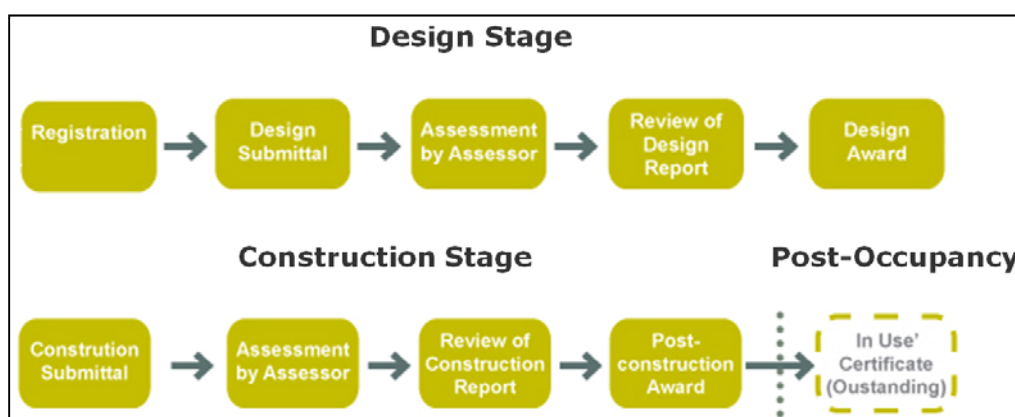 Design Stage
Registration
Design
Submittal
Assessment
by Assessor
Review of
Design
Report
Design
Award
Construction Stage
Post-Occupancy
Constrution
Submittal
Assessment
by Assessor
Review of
Construction
Report
Post-
construction
Award
In Use'
Certificate
(Oustanding)